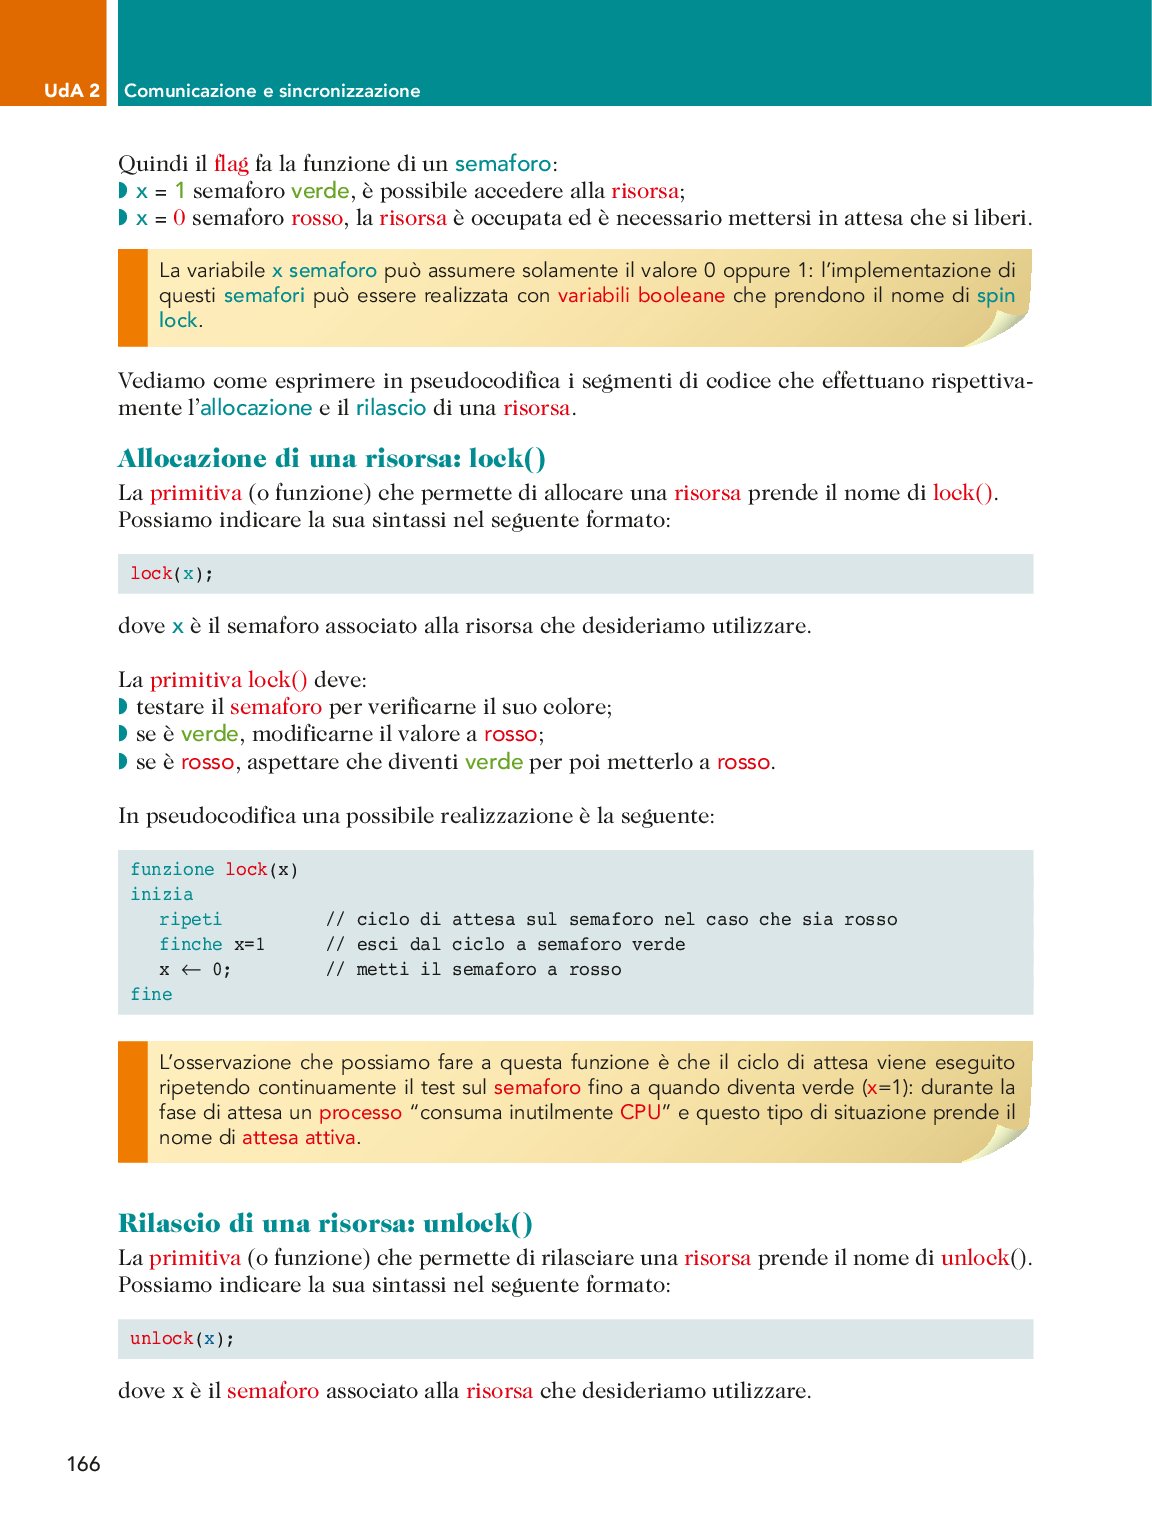 UdA 2 Comunicazione e sincronizzazione
Quindi il flag fa la funzione di un semaforo:
◗ x = 1 semaforo verde, è possibile accedere alla risorsa;
◗ x = 0 semaforo rosso, la risorsa è occupata ed è necessario mettersi in attesa che si liberi.
La variabile x semaforo può assumere solamente il valore 0 oppure 1: l’implementazione di
questi semafori può essere realizzata con variabili booleane che prendono il nome di spin
lock.
Vediamo come esprimere in pseudocodifica i segmenti di codice che effettuano rispettiva-
mente l’allocazione e il rilascio di una risorsa.
Allocazione di una risorsa: lock()
La primitiva (o funzione) che permette di allocare una risorsa prende il nome di lock().
Possiamo indicare la sua sintassi nel seguente formato:
lock(x);
dove x è il semaforo associato alla risorsa che desideriamo utilizzare.
La primitiva lock() deve:
◗ testare il semaforo per verificarne il suo colore;
◗ se è verde, modificarne il valore a rosso;
◗ se è rosso, aspettare che diventi verde per poi metterlo a rosso.
In pseudocodifica una possibile realizzazione è la seguente:
funzione lock(x)
inizia
ripeti // ciclo di attesa sul semaforo nel caso che sia rosso
finche x=1 // esci dal ciclo a semaforo verde
x ← 0; // metti il semaforo a rosso
fine
L’osservazione che possiamo fare a questa funzione è che il ciclo di attesa viene eseguito
ripetendo continuamente il test sul semaforo fino a quando diventa verde (x=1): durante la
fase di attesa un processo “consuma inutilmente CPU” e questo tipo di situazione prende il
nome di attesa attiva.
Rilascio di una risorsa: unlock()
La primitiva (o funzione) che permette di rilasciare una risorsa prende il nome di unlock().
Possiamo indicare la sua sintassi nel seguente formato:
unlock(x);
dove x è il semaforo associato alla risorsa che desideriamo utilizzare.
166